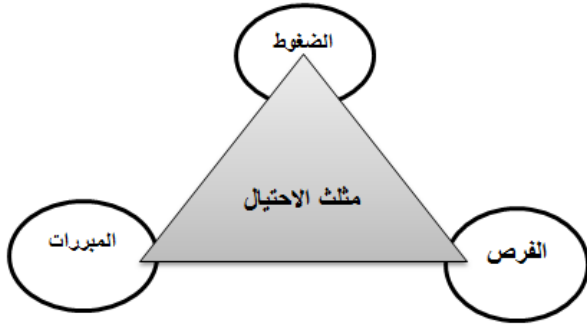 الضغوط
مثلث الاحتيال
الفرص
المبررات